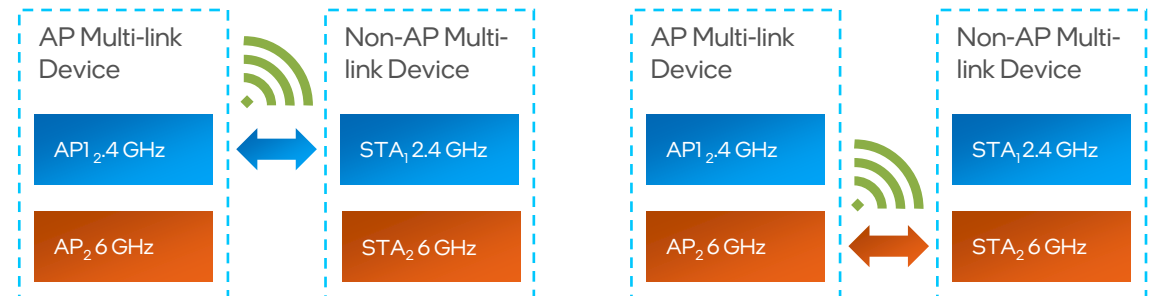 AP Multi-link
Device
Non-AP Multi-
link Device
AP1 2.4 GHz
STA1 2.4 GHz
AP2 6 GHz
STA2 6 GHz
AP Multi-link
Device
Non-AP Multi-
link Device
AP1 2.4 GHz
STA1 2.4 GHz
AP2 6 GHz
STA2 6 GHz